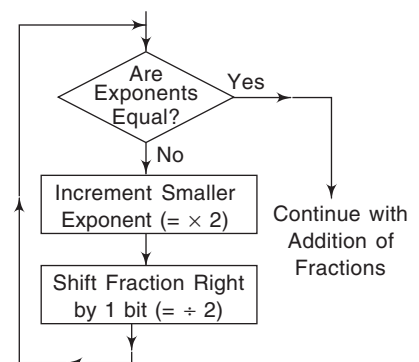 Are
Exponents
Equal?
Yes
No
Increment Smaller
Exponent (= × 2)
Continue with
Addition of
Fractions
Shift Fraction Right
by 1 bit (= ÷ 2)